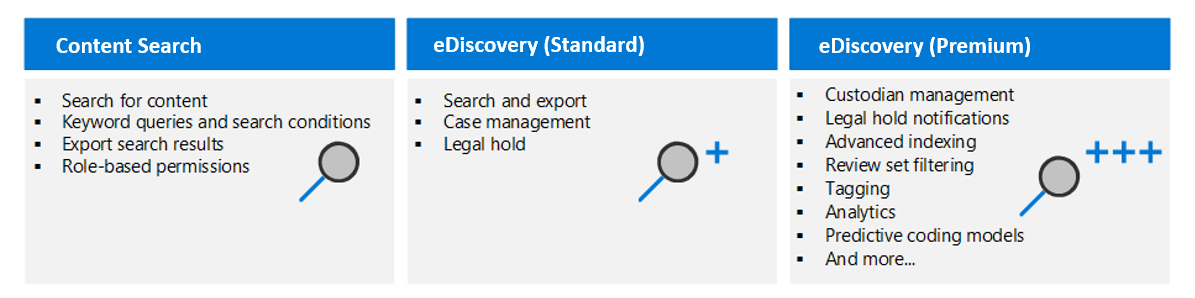 Content Search
▪ Search for content
▪ Keyword queries and search conditions
▪ Export search results
▪ Role-based permissions
eDiscovery (Standard)
▪ Search and export
▪ Case management
▪ Legal hold
eDiscovery (Premium)
▪ Custodian management
▪ Legal hold notifications
▪ Advanced indexing
▪ Review set filtering
▪ Tagging
▪ Analytics
▪ Predictive coding models
▪ And more...